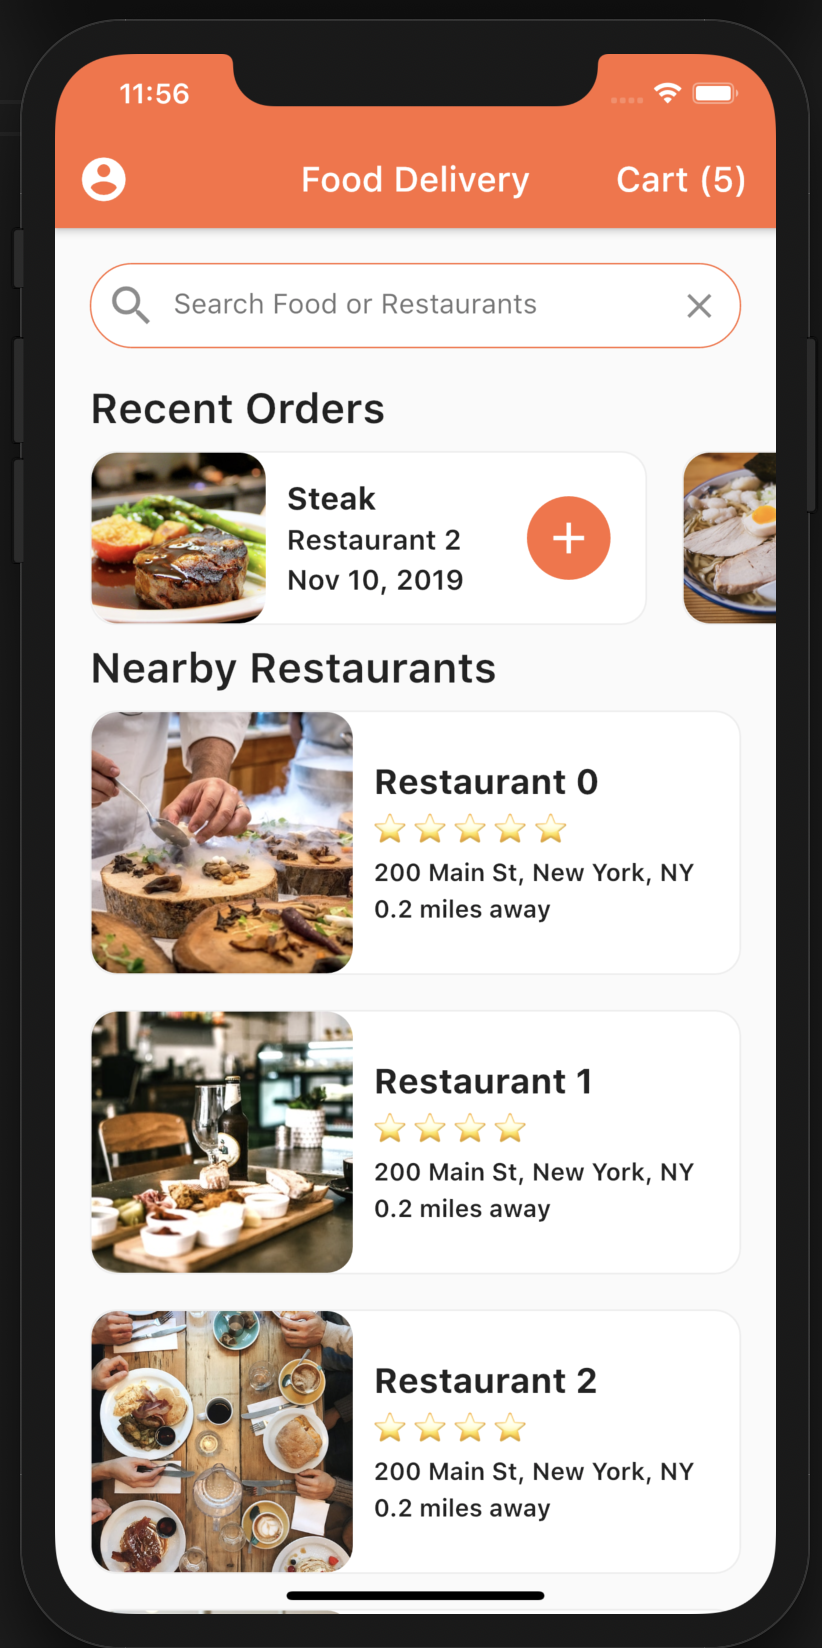 11:56
Food Delivery
Cart (5)
Search Food or Restaurants
Recent Orders
Steak
Restaurant 2
Nov 10, 2019
Nearby Restaurants
Restaurant 0
200 Main St, New York, NY
0.2 miles away
Restaurant 1
200 Main St, New York, NY
0.2 miles away
Restaurant 2
200 Main St, New York, NY
0.2 miles away